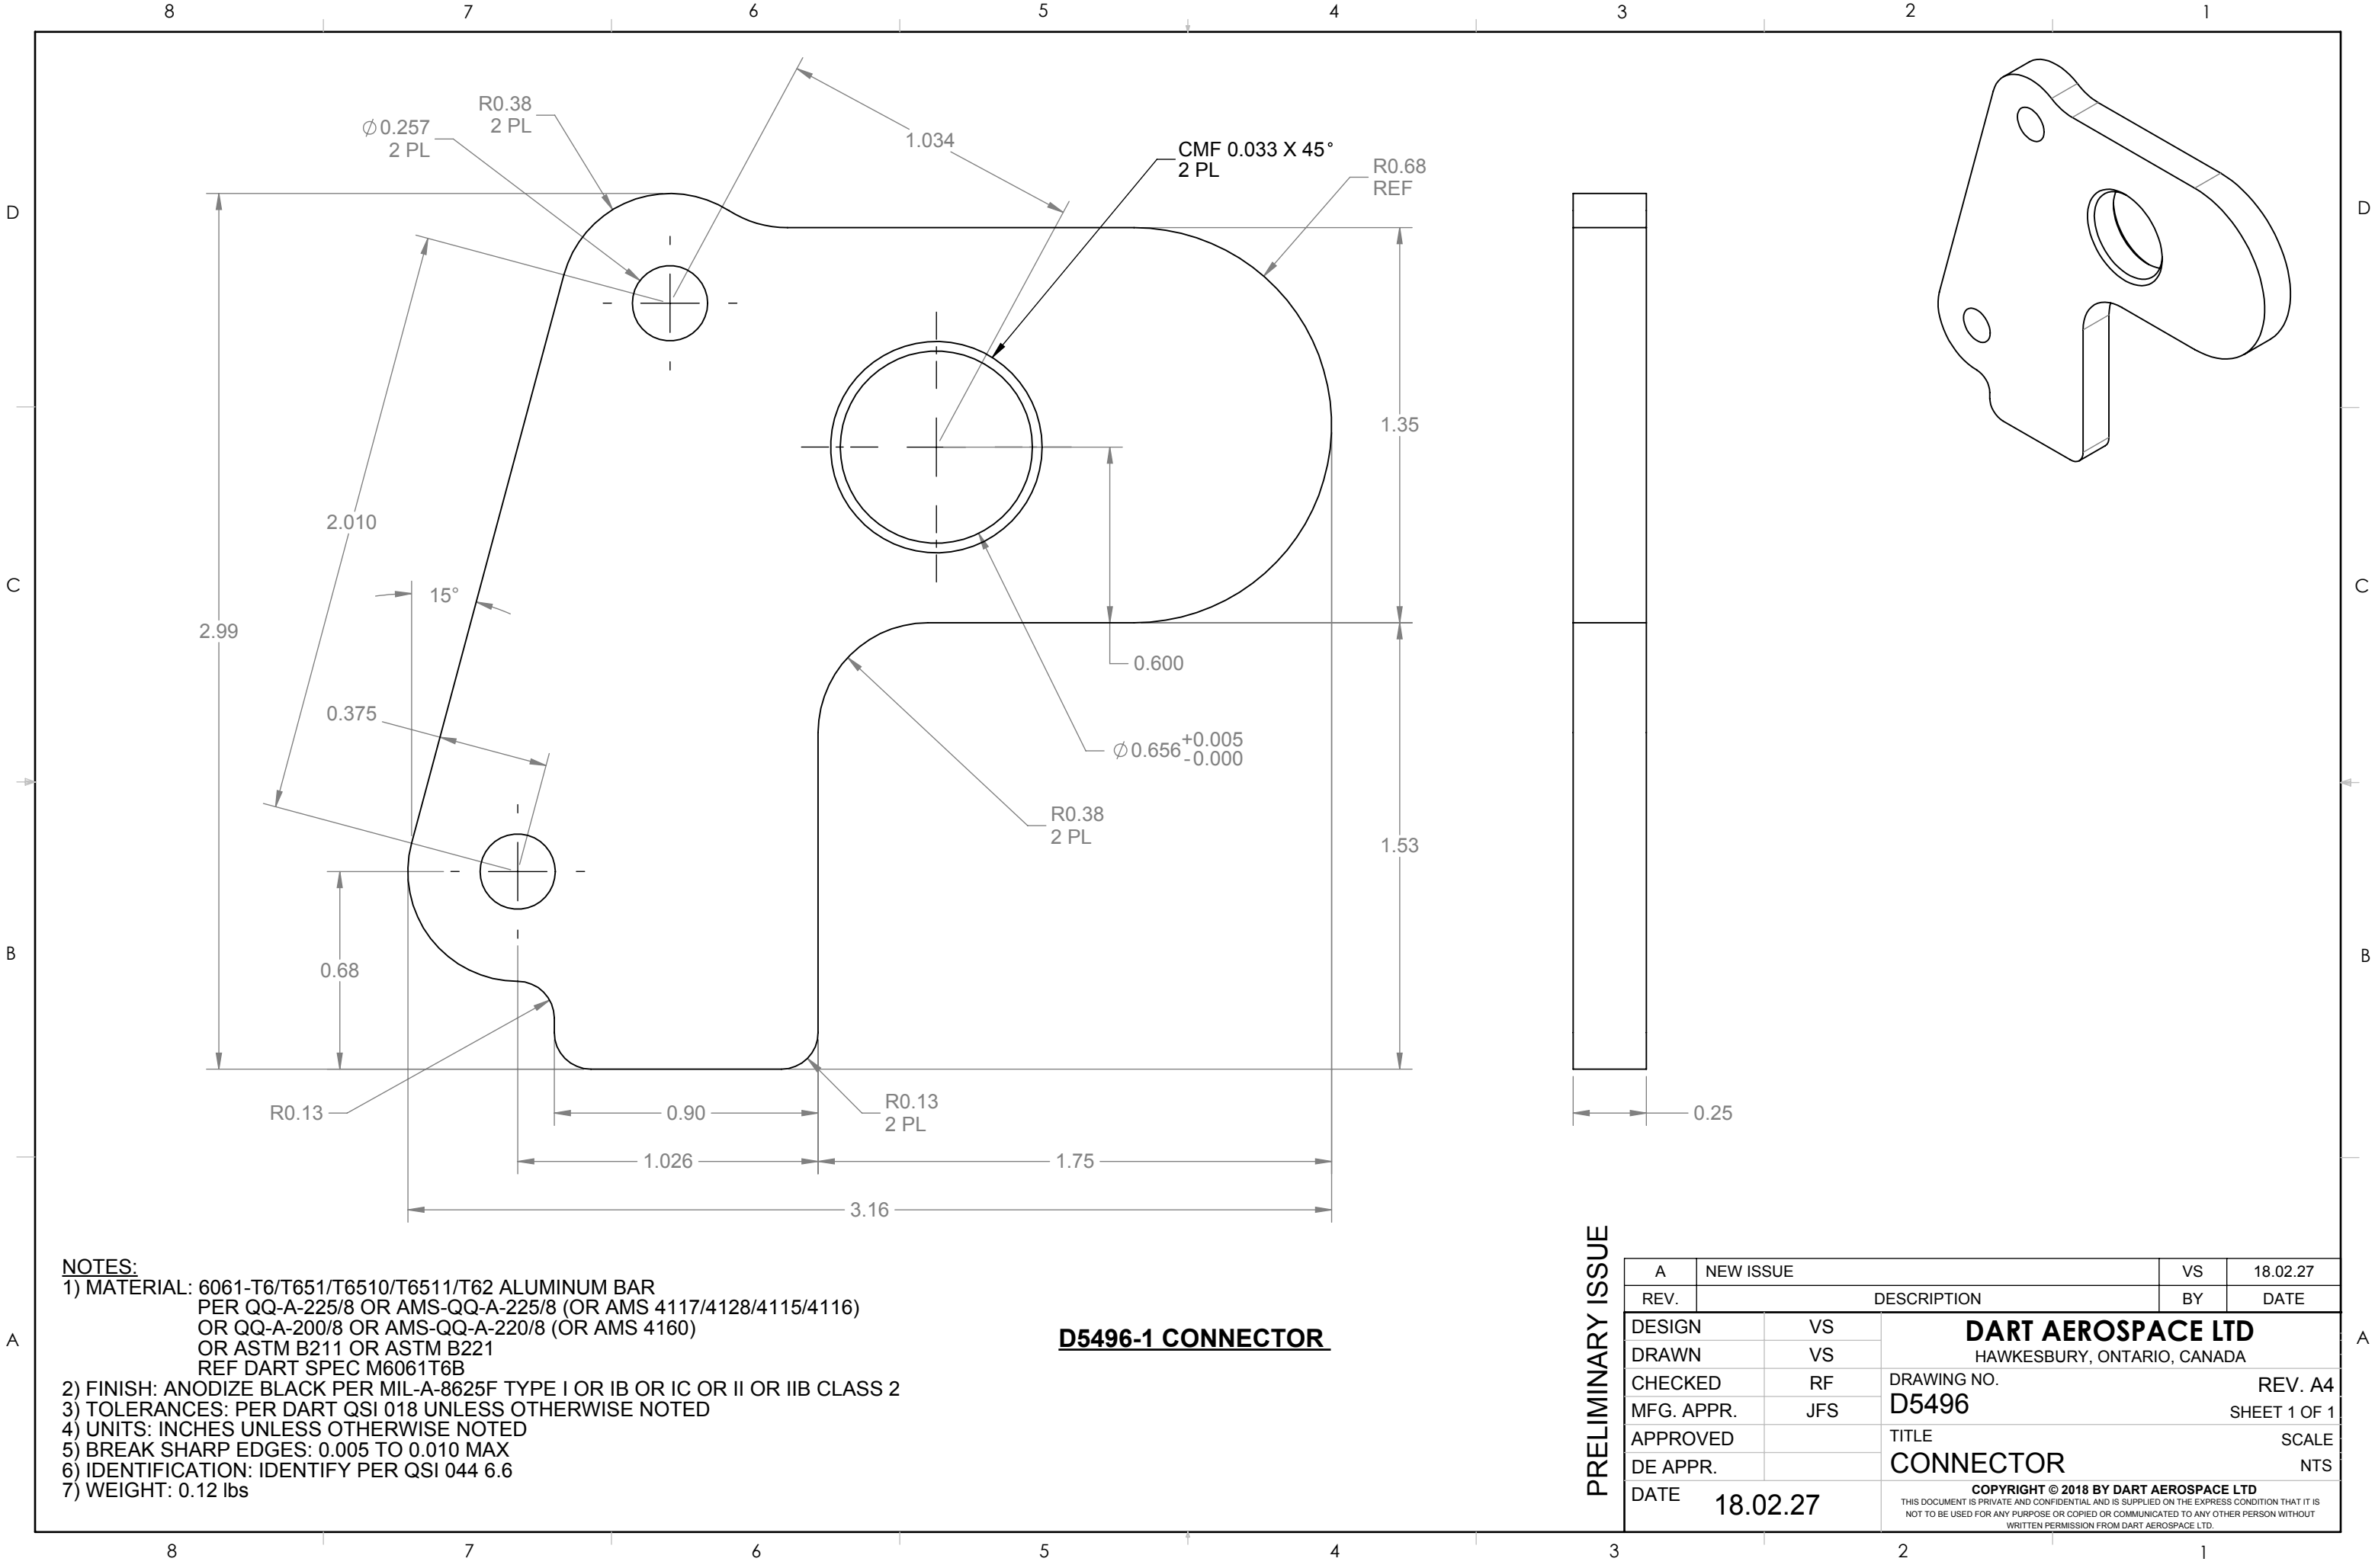 8 7 6 5 4 3 2 1
D
C
B
A
D
C
B
A
R0.38
2 PL
Ø0.257
2 PL
1.034
CMF 0.033 X 45°
2 PL
R0.68
REF
1.35
2.010
15°
2.99
0.600
0.375
Ø0.656 +0.005
-0.000
R0.38
2 PL
1.53
0.68
R0.13
0.90
R0.13
2 PL
0.25
1.026
1.75
3.16
NOTES:
1) MATERIAL: 6061-T6/T651/T6510/T6511/T62 ALUMINUM BAR
PER QQ-A-225/8 OR AMS-QQ-A-225/8 (OR AMS 4117/4128/4115/4116)
OR QQ-A-200/8 OR AMS-QQ-A-220/8 (OR AMS 4160)
OR ASTM B211 OR ASTM B221
REF DART SPEC M6061T6B
2) FINISH: ANODIZE BLACK PER MIL-A-8625F TYPE I OR IB OR IC OR II OR IIB CLASS 2
3) TOLERANCES: PER DART QSI 018 UNLESS OTHERWISE NOTED
4) UNITS: INCHES UNLESS OTHERWISE NOTED
5) BREAK SHARP EDGES: 0.005 TO 0.010 MAX
6) IDENTIFICATION: IDENTIFY PER QSI 044 6.6
7) WEIGHT: 0.12 lbs
D5496-1 CONNECTOR
PRELIMINARY ISSUE
A NEW ISSUE VS 18.02.27
REV. DESCRIPTION BY DATE
DESIGN VS
DRAWN VS
CHECKED RF
MFG. APPR. JFS
APPROVED
DE APPR.
DATE 18.02.27
DART AEROSPACE LTD
HAWKESBURY, ONTARIO, CANADA
DRAWING NO. REV. A4
D5496 SHEET 1 OF 1
TITLE SCALE
CONNECTOR NTS
COPYRIGHT © 2018 BY DART AEROSPACE LTD
THIS DOCUMENT IS PRIVATE AND CONFIDENTIAL AND IS SUPPLIED ON THE EXPRESS CONDITION THAT IT IS
NOT TO BE USED FOR ANY PURPOSE OR COPIED OR COMMUNICATED TO ANY OTHER PERSON WITHOUT
WRITTEN PERMISSION FROM DART AEROSPACE LTD.
8 7 6 5 4 3 2 1